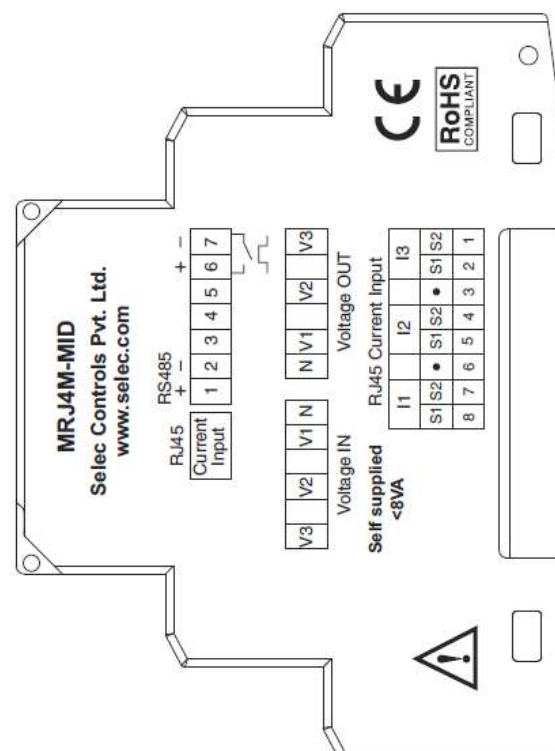 MRJ4M-MID
Selec Controls Pvt. Ltd.
www.selec.com
RJ45
Current
Input
RS485
+ - + -
1 2 3 4 5 6 7
V3 V2 V1 N
Voltage IN
N V1 V2 V3
Voltage OUT
Self supplied
<8VA
RJ45 Current Input
I1 I2 I3
S1 S2 • S1 S2 • S1 S2
8 7 6 5 4 3 2 1
CE
RoHS
COMPLIANT
!